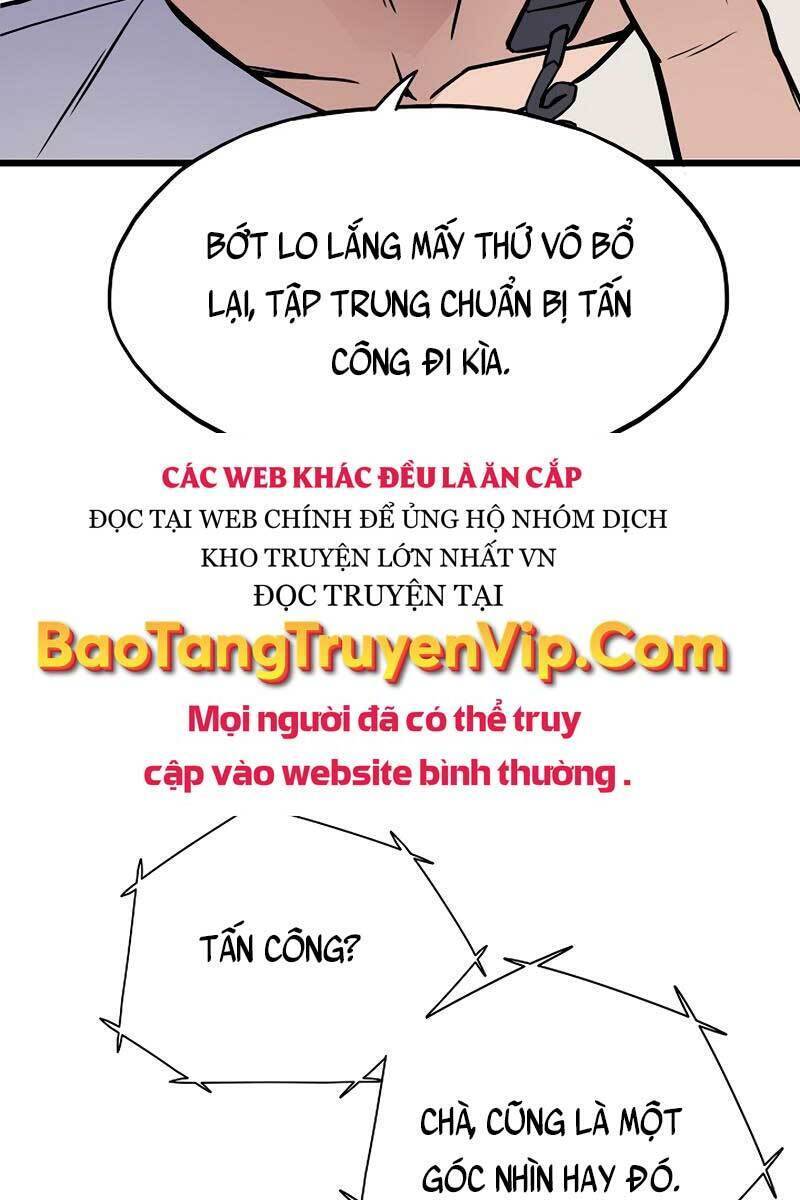 BỚT LO LẮNG MẤY THỨ VÔ BỔ
LẠI, TẬP TRUNG CHUẨN BỊ TẤN
CÔNG ĐI KÌA.
CÁC WEB KHÁC ĐỀU LÀ ĂN CẮP
ĐỌC TẠI WEB CHÍNH ĐỂ ỦNG HỘ NHÓM DỊCH
KHO TRUYỆN LỚN NHẤT VN
ĐỌC TRUYỆN TẠI
BaoTangTruyenVip.Com
Mọi người đã có thể truy
cập vào website bình thường .
TẤN CÔNG?
CHÀ, CŨNG LÀ MỘT
GÓC NHÌN HAY ĐÓ.